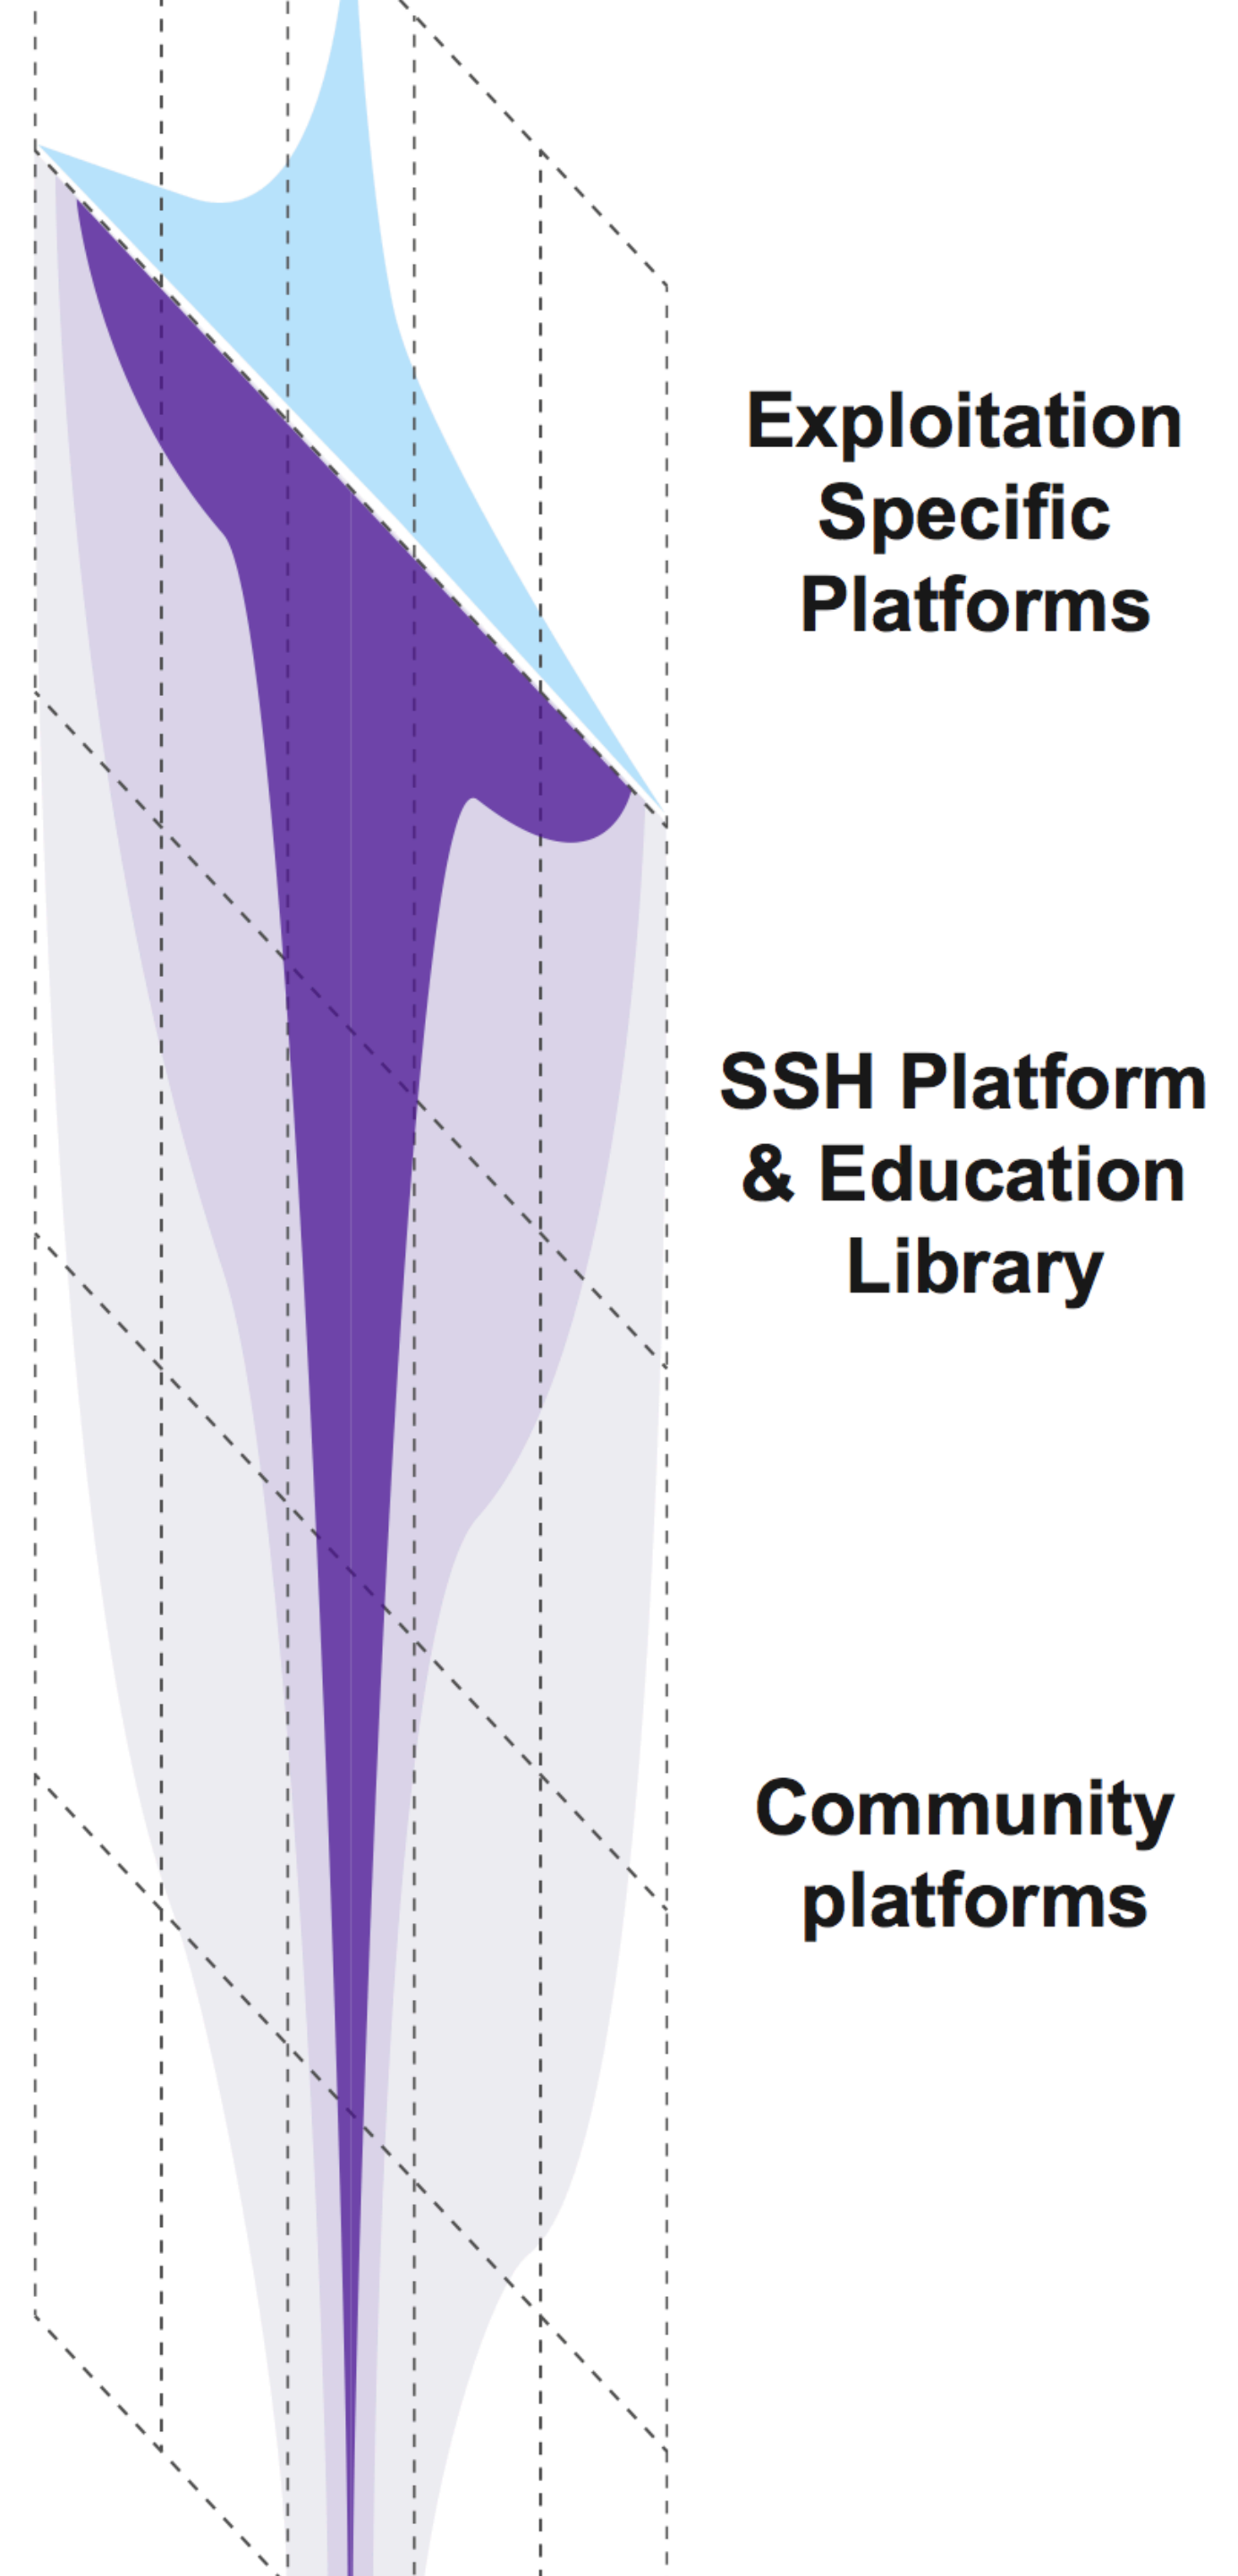 Exploitation
Specific
Platforms
SSH Platform
& Education
Library
Community
platforms